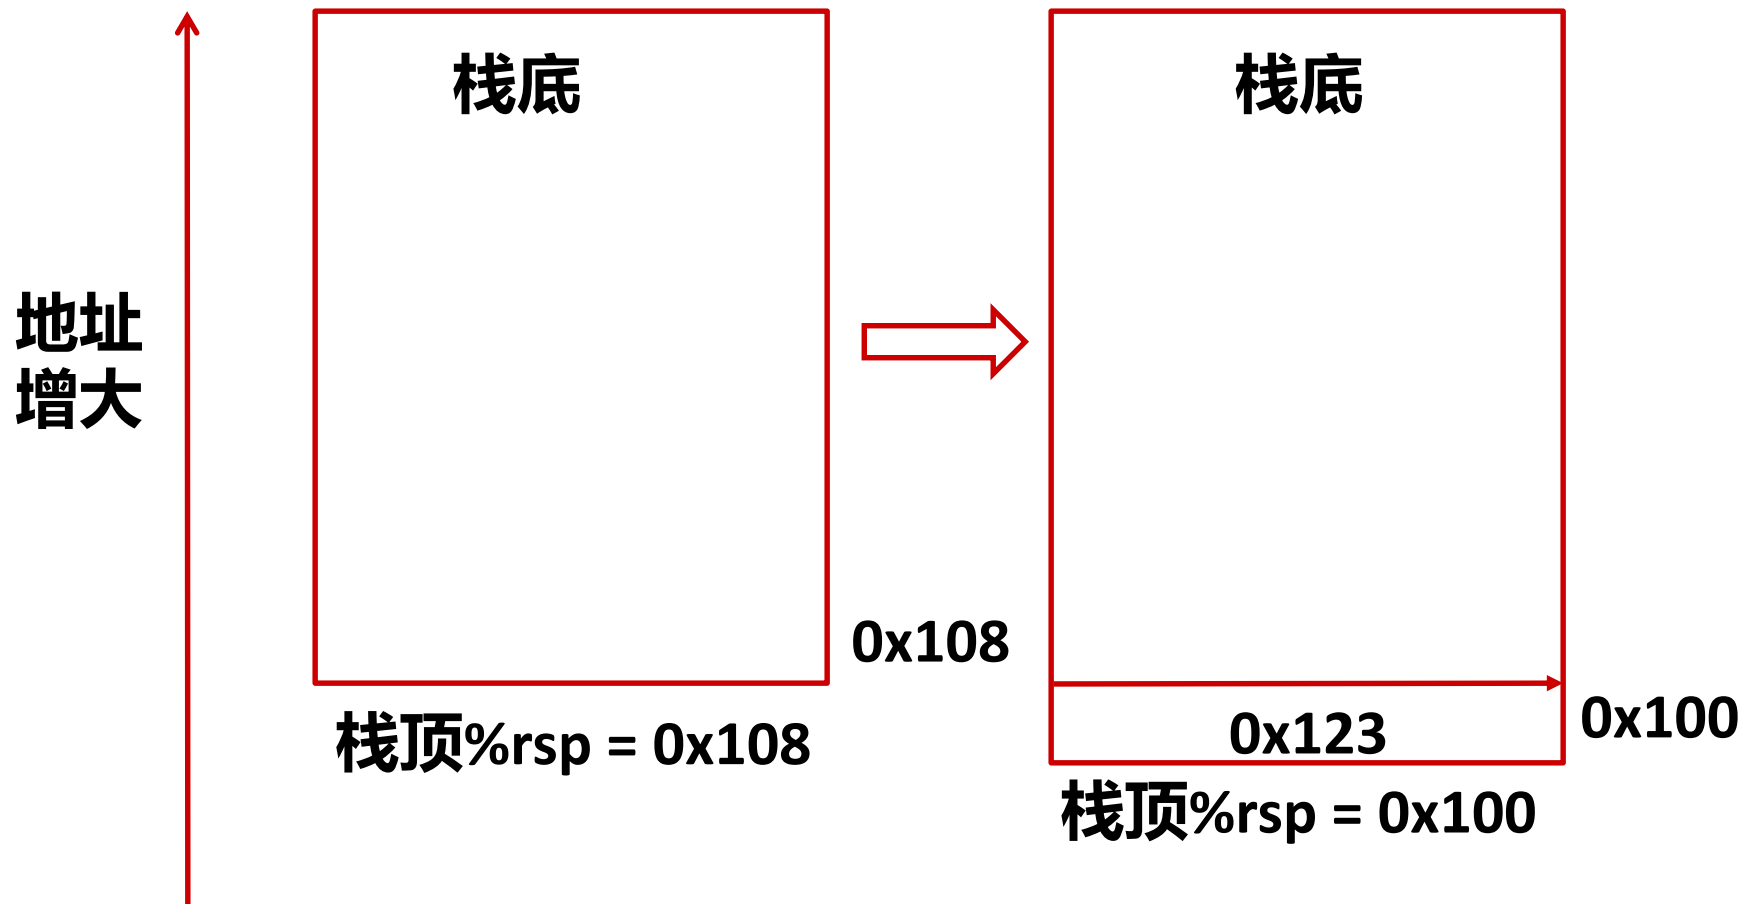 栈底
栈底
地址
增大
0x108
0x123
0x100
栈顶%rsp = 0x108
栈顶%rsp = 0x100